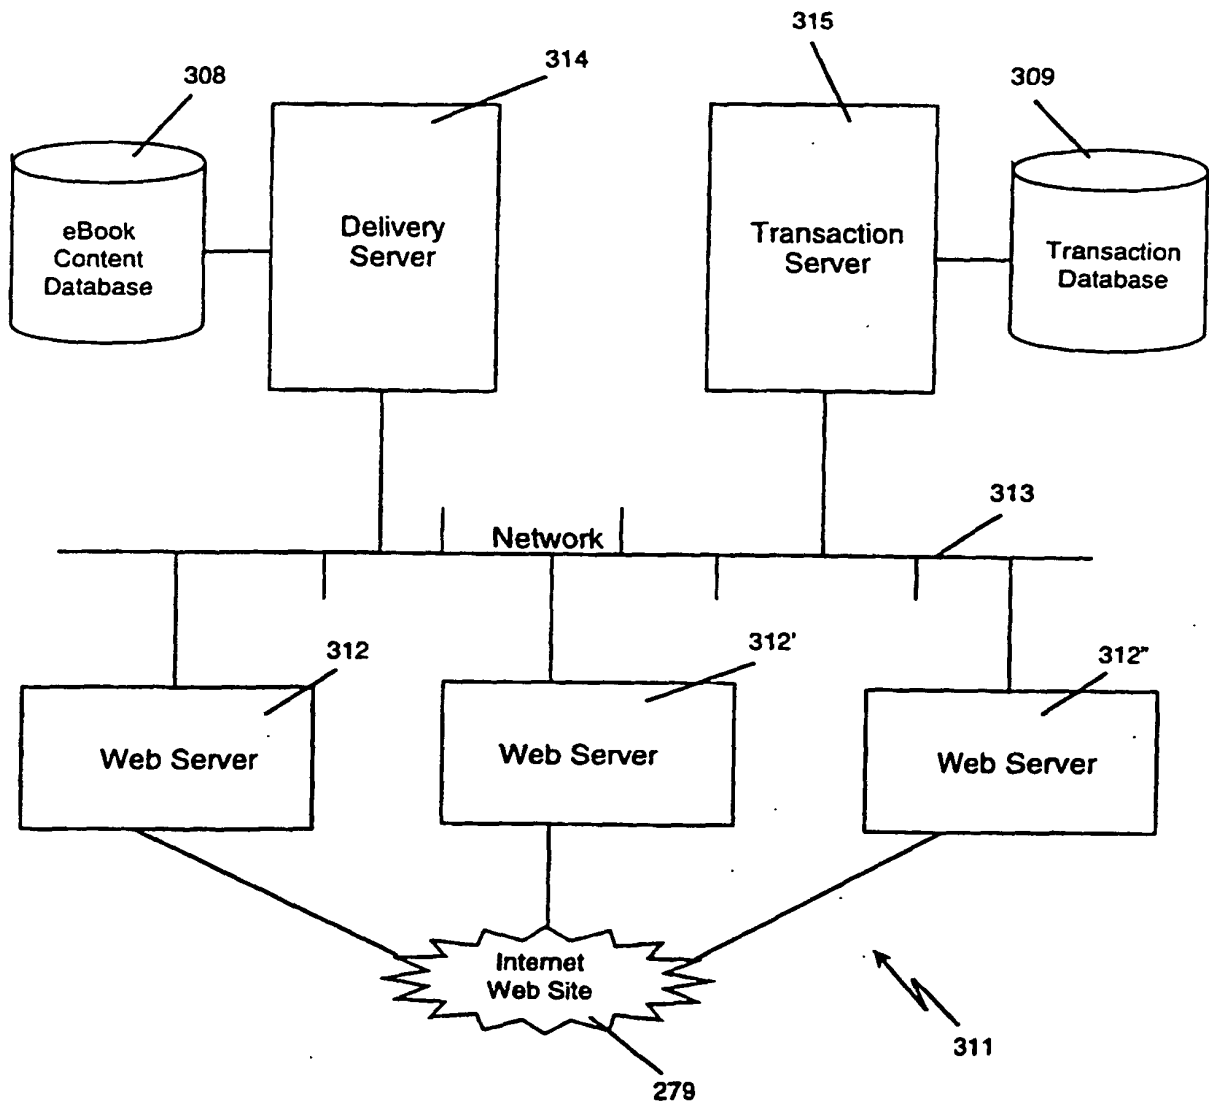 315
314
308
309
eBook
Content
Database
Delivery
Server
Transaction
Server
Transaction
Database
313
Network
312
312'
312"
Web Server
Web Server
Web Server
Internet
Web Site
311
279